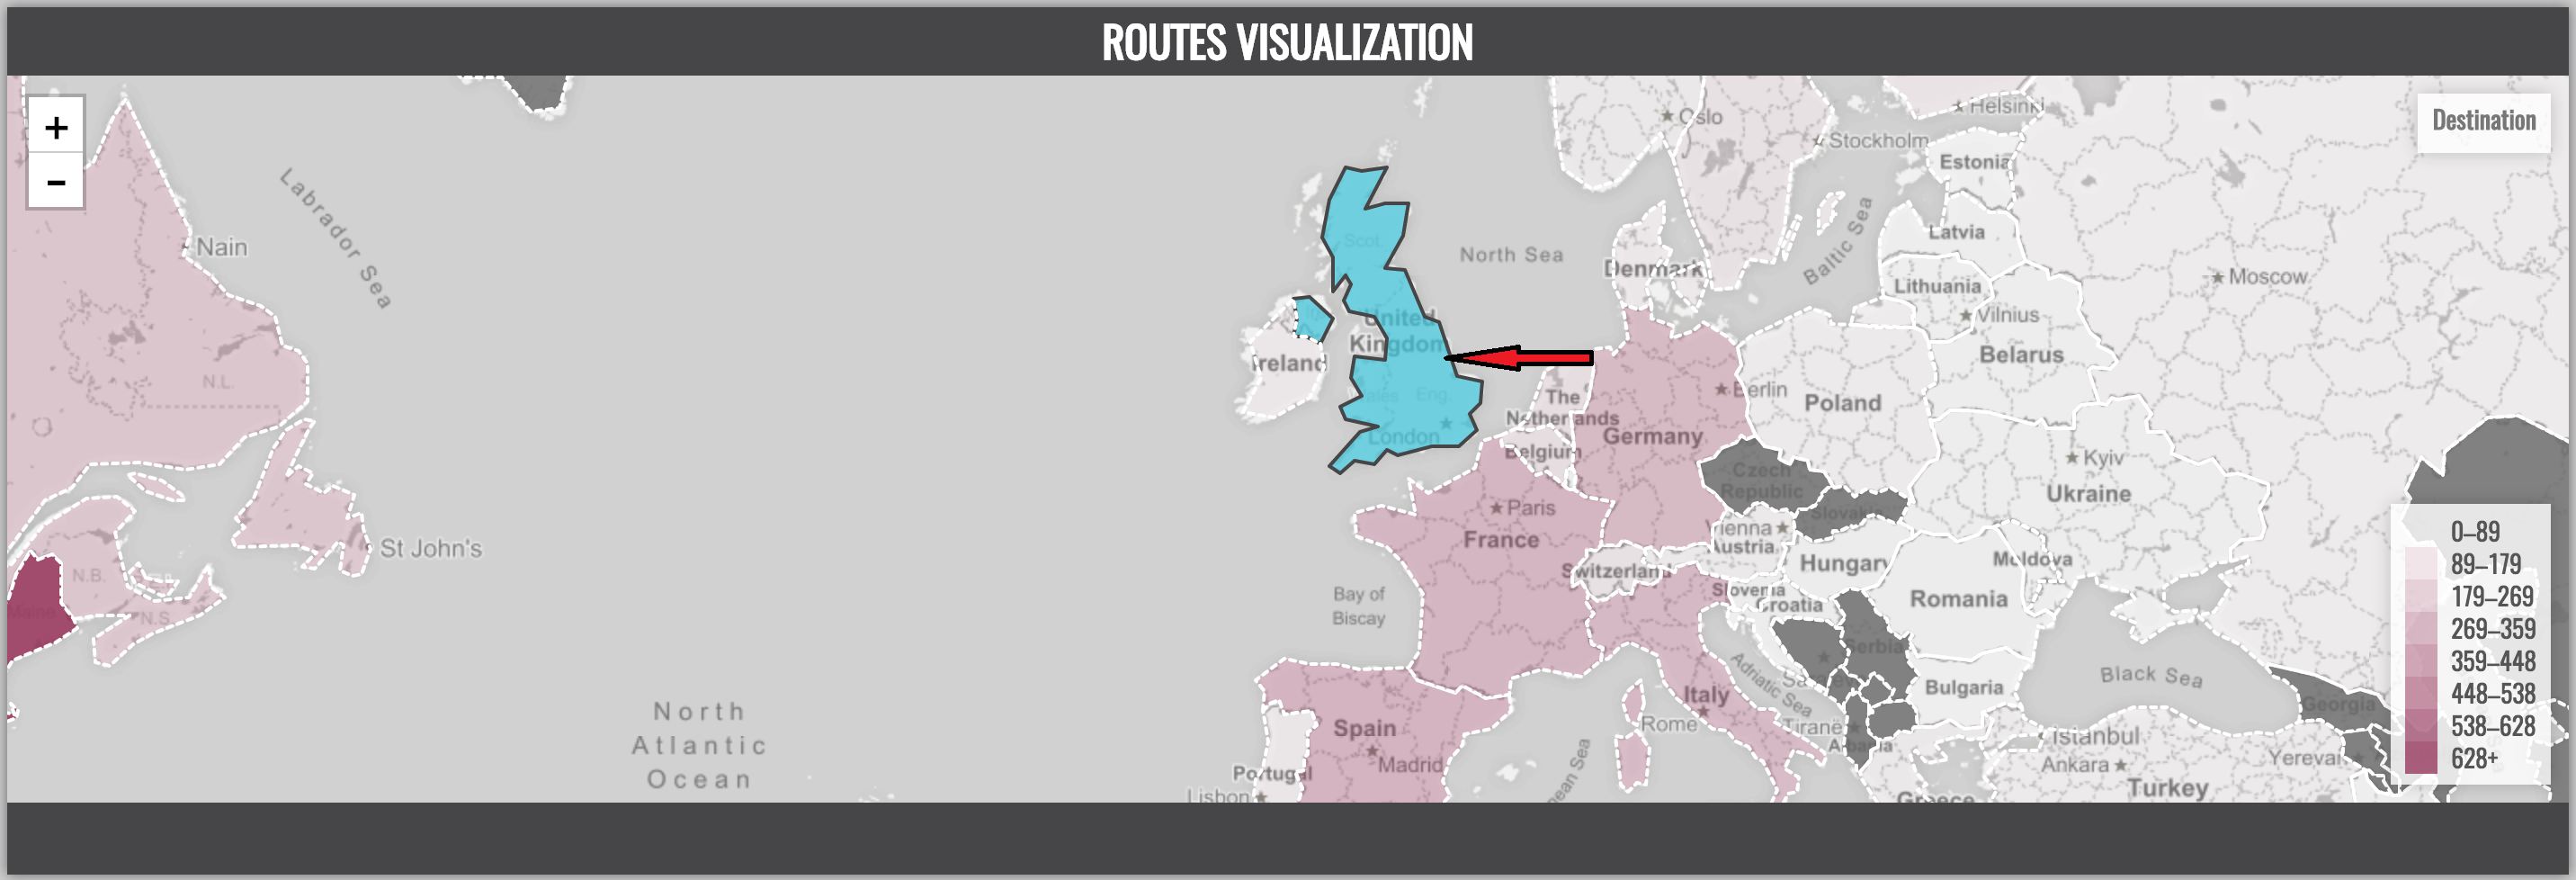 ROUTES VISUALIZATION
+
−
Destination
Helsinki
Oslo
Stockholm
Estonia
Baltic Sea
Latvia
Labrador Sea
Nain
Scot.
North Sea
Denmark
Moscow
Lithuania
Vilnius
United
Kingdom
Ireland
Belarus
N.L.
Berlin
Eng.
The
Netherlands
Poland
London
Germany
Belgium
Kyiv
Czech
Republic
Ukraine
Paris
Slovakia
France
Vienna
Austria
St John's
Hungary
Moldova
Switzerland
N.B.
Slovenia
Croatia
Romania
Bay of
Biscay
Maine
N.S.
Serbia
Black Sea
Adriatic Sea
Bulgaria
Italy
Rome
Georgia
North
Atlantic
Ocean
Spain
Madrid
Tiranë
Albania
Istanbul
Ankara
Yerevan
Portugal
Lisbon
Greece
Turkey
0–89
89–179
179–269
269–359
359–448
448–538
538–628
628+